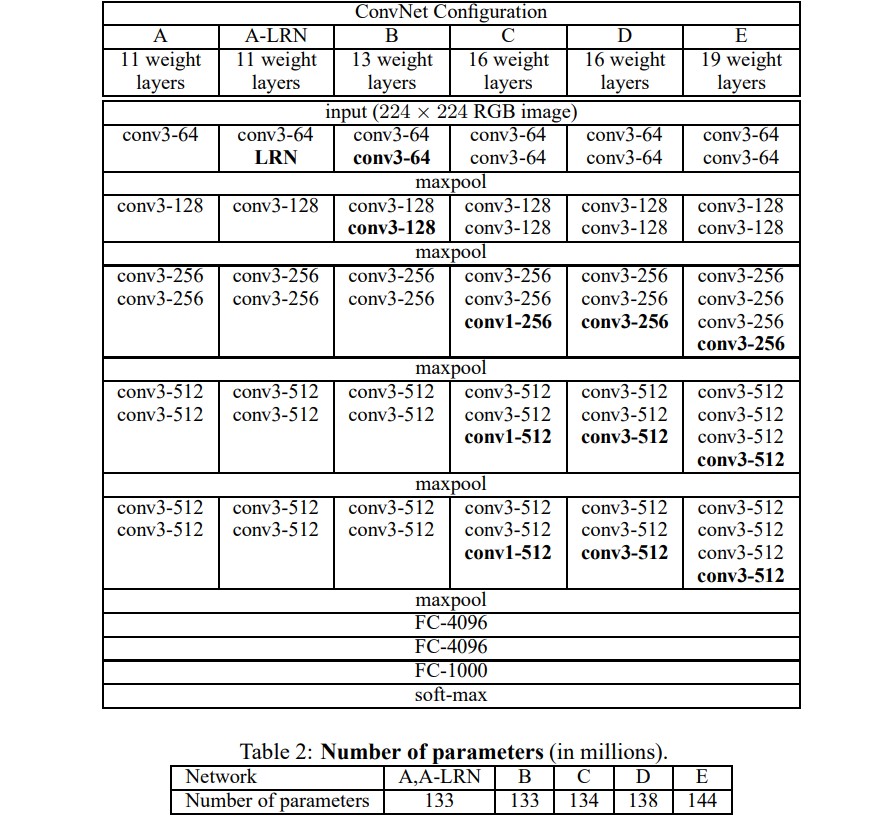 ConvNet Configuration
A A-LRN B C D E
11 weight 11 weight 13 weight 16 weight 16 weight 19 weight
layers layers layers layers layers layers
input (224 × 224 RGB image)
conv3-64 conv3-64 conv3-64 conv3-64 conv3-64 conv3-64
LRN conv3-64 conv3-64 conv3-64 conv3-64
maxpool
conv3-128 conv3-128 conv3-128 conv3-128 conv3-128 conv3-128
conv3-128 conv3-128 conv3-128 conv3-128
maxpool
conv3-256 conv3-256 conv3-256 conv3-256 conv3-256 conv3-256
conv3-256 conv3-256 conv3-256 conv3-256 conv3-256 conv3-256
conv1-256 conv3-256 conv3-256
conv3-256
maxpool
conv3-512 conv3-512 conv3-512 conv3-512 conv3-512 conv3-512
conv3-512 conv3-512 conv3-512 conv3-512 conv3-512 conv3-512
conv1-512 conv3-512 conv3-512
conv3-512
maxpool
conv3-512 conv3-512 conv3-512 conv3-512 conv3-512 conv3-512
conv3-512 conv3-512 conv3-512 conv3-512 conv3-512 conv3-512
conv1-512 conv3-512 conv3-512
conv3-512
maxpool
FC-4096
FC-4096
FC-1000
soft-max
Table 2: Number of parameters (in millions).
Network A,A-LRN B C D E
Number of parameters 133 133 134 138 144